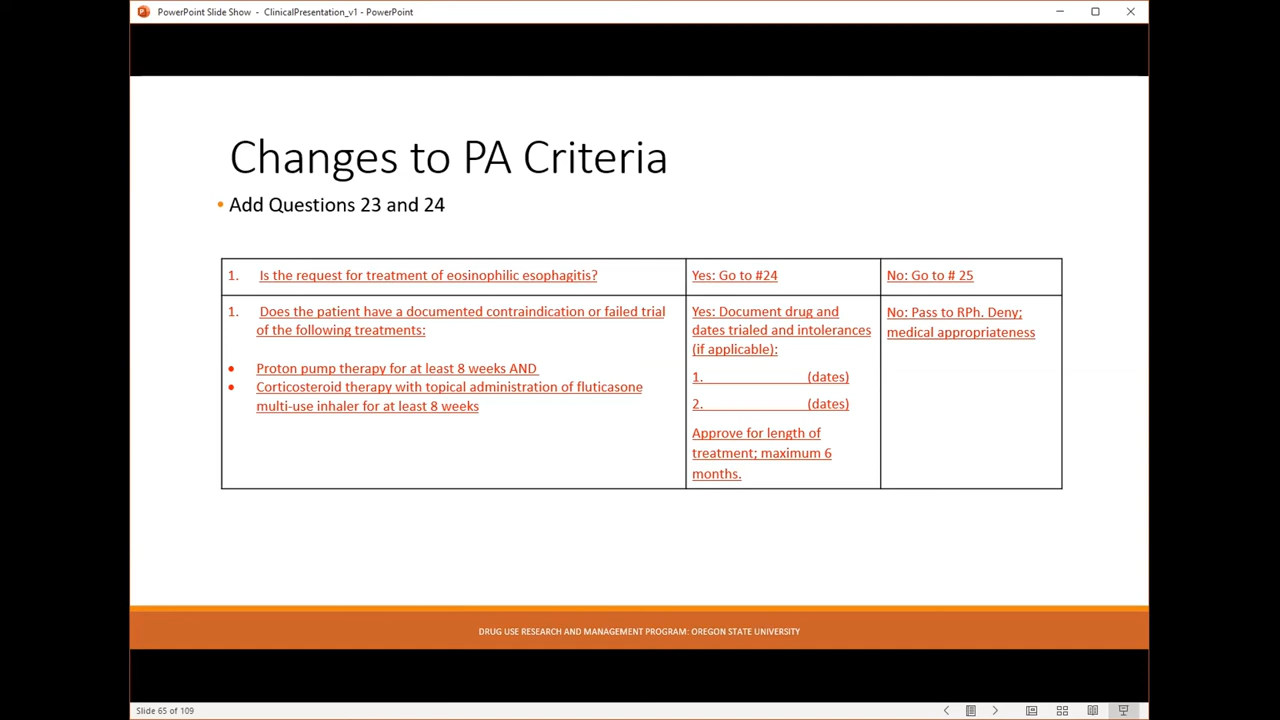 PowerPoint Slide Show - ClinicalPresentation_v1 - PowerPoint
Changes to PA Criteria
• Add Questions 23 and 24
1. Is the request for treatment of eosinophilic esophagitis?
Yes: Go to #24
No: Go to # 25
1. Does the patient have a documented contraindication or failed trial
of the following treatments:
• Proton pump therapy for at least 8 weeks AND
• Corticosteroid therapy with topical administration of fluticasone
multi-use inhaler for at least 8 weeks
Yes: Document drug and
dates trialed and intolerances
(if applicable):
1. ______________(dates)
2. ______________(dates)
Approve for length of
treatment; maximum 6
months.
No: Pass to RPh. Deny;
medical appropriateness
DRUG USE RESEARCH AND MANAGEMENT PROGRAM: OREGON STATE UNIVERSITY
Slide 65 of 109